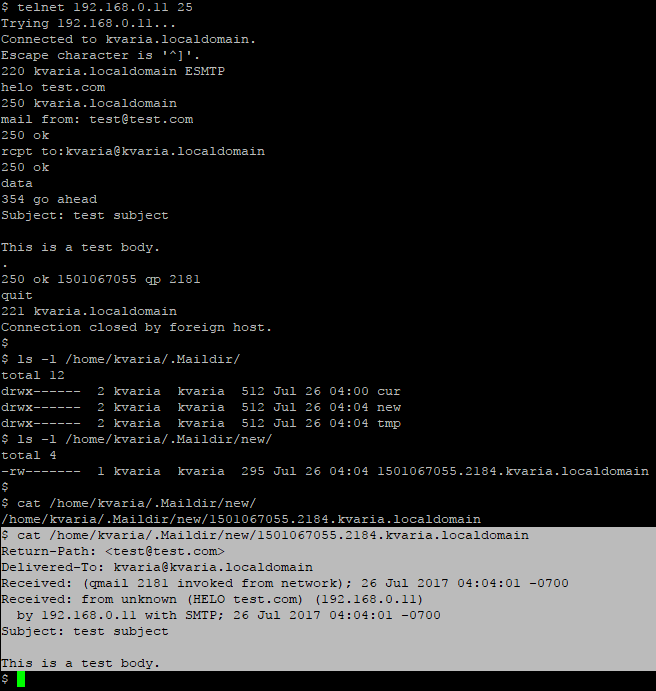 $ telnet 192.168.0.11 25
Trying 192.168.0.11...
Connected to kvaria.localdomain.
Escape character is '^]'.
220 kvaria.localdomain ESMTP
helo test.com
250 kvaria.localdomain
mail from: test@test.com
250 ok
rcpt to:kvaria@kvaria.localdomain
250 ok
data
354 go ahead
Subject: test subject

This is a test body.
.
250 ok 1501067055 qp 2181
quit
221 kvaria.localdomain
Connection closed by foreign host.
$
$ ls -l /home/kvaria/.Maildir/
total 12
drwx------  2 kvaria  kvaria  512 Jul 26 04:00 cur
drwx------  2 kvaria  kvaria  512 Jul 26 04:04 new
drwx------  2 kvaria  kvaria  512 Jul 26 04:04 tmp
$ ls -l /home/kvaria/.Maildir/new/
total 4
-rw-------  1 kvaria  kvaria  295 Jul 26 04:04 1501067055.2184.kvaria.localdomain
$
$ cat /home/kvaria/.Maildir/new/
/home/kvaria/.Maildir/new/1501067055.2184.kvaria.localdomain
$ cat /home/kvaria/.Maildir/new/1501067055.2184.kvaria.localdomain
Return-Path: <test@test.com>
Delivered-To: kvaria@kvaria.localdomain
Received: (qmail 2181 invoked from network); 26 Jul 2017 04:04:01 -0700
Received: from unknown (HELO test.com) (192.168.0.11)
  by 192.168.0.11 with SMTP; 26 Jul 2017 04:04:01 -0700
Subject: test subject

This is a test body.
$